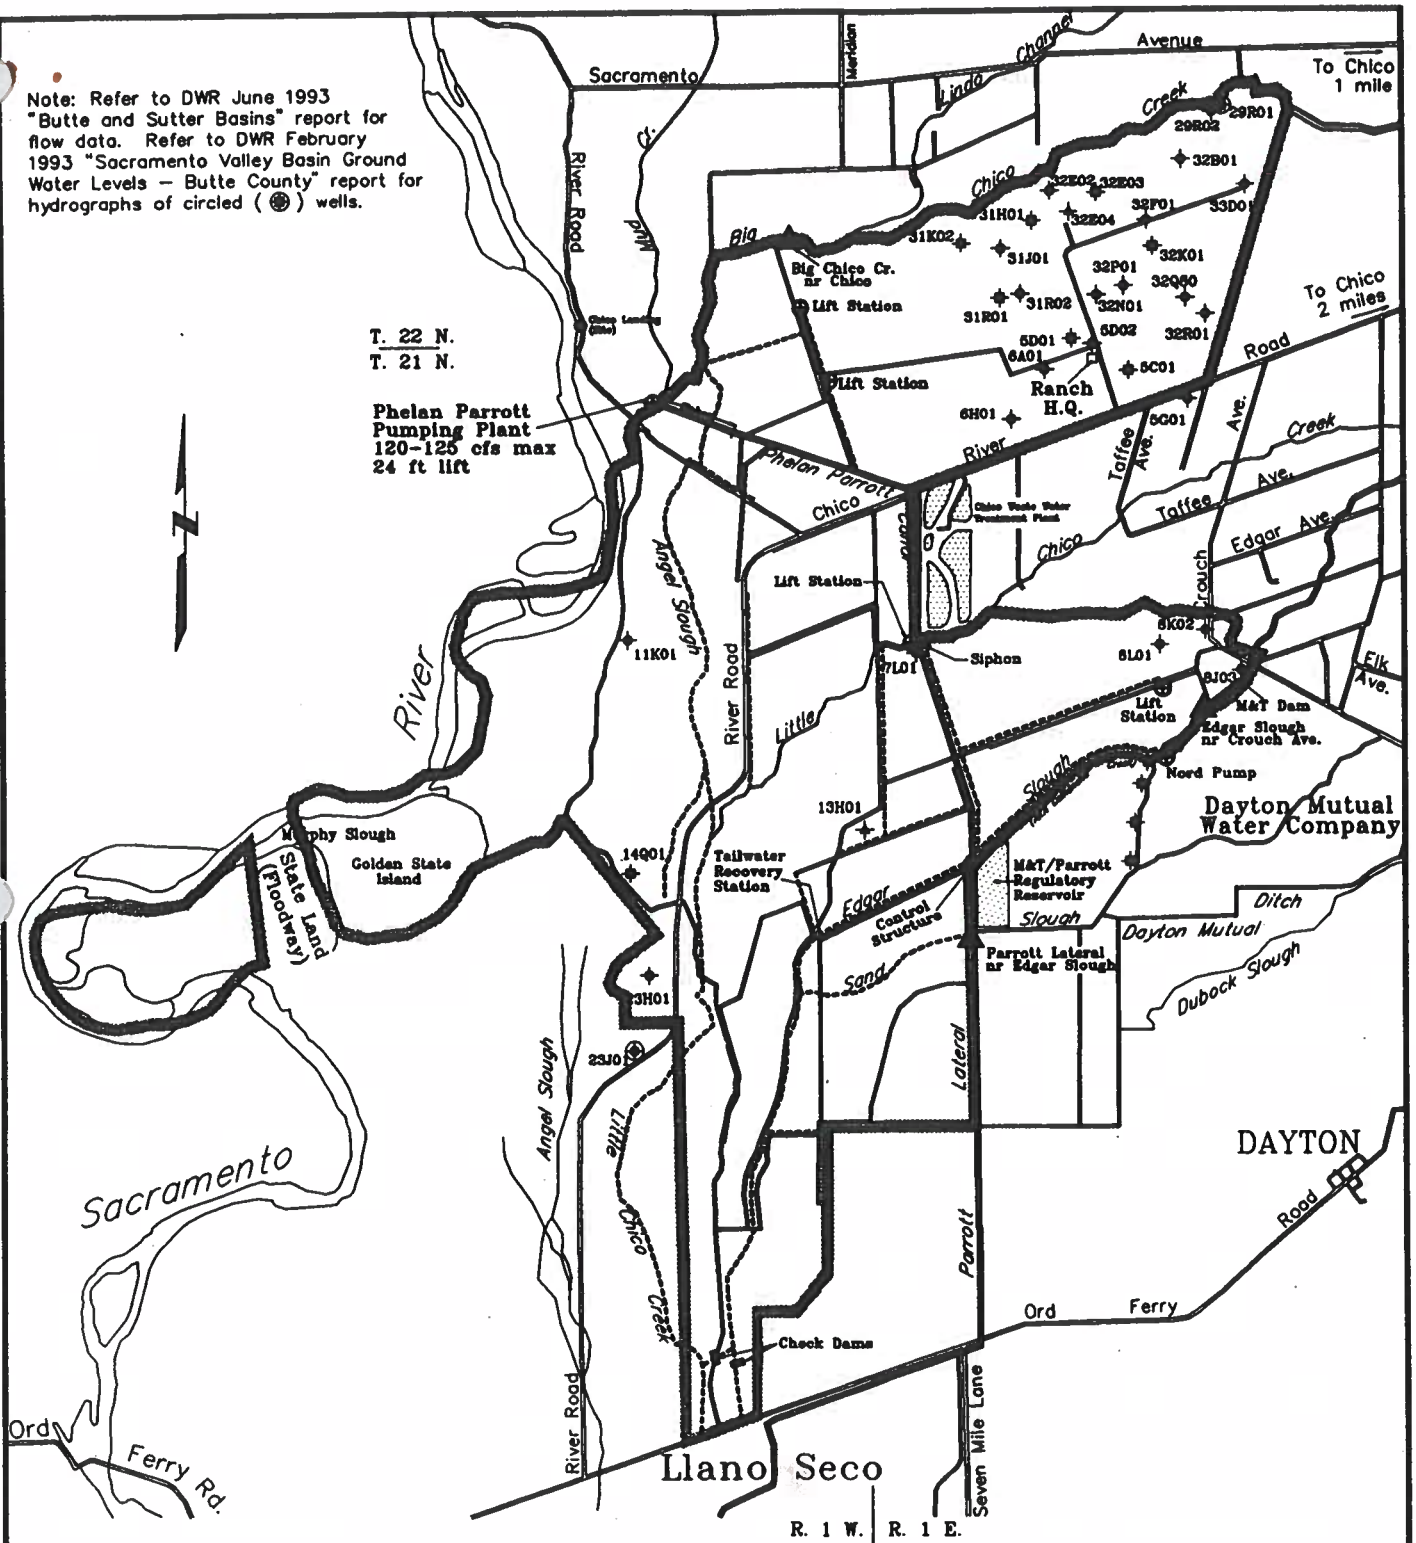 Note: Refer to DWR June 1993
"Butte and Sutter Basins" report for
flow data. Refer to DWR February
1993 "Sacramento Valley Basin Ground
Water Levels — Butte County" report for
hydrographs of circled ( ) wells.
Sacramento
Meridian
Linda
Channel
Avenue
To Chico
1 mile
River Road
Mud
Cr.
Big
Chico
Creek
29R02
29R01
32B01
32E02
32E03
33D01
31H01
32E04
32F01
31K02
31J01
32K01
Big Chico Cr.
nr Chico
32P01
32Q50
Lift Station
31R01
31R02
32N01
32R01
To Chico
2 miles
Chico Landing
(Site)
T. 22 N.
T. 21 N.
5D01
5D02
6A01
5C01
Road
Lift Station
Ranch
H.Q.
Phelan Parrott
Pumping Plant
120-125 cfs max
24 ft lift
6H01
5G01
River
Taffee
Ave.
Ave.
Creek
Phelan Parrott
Canal
Chico
Chico Waste Water
Treatment Plant
Taffee
Ave.
Edgar Ave.
Chico
Crouch
N
Angel Slough
Lift Station
8K02
11K01
River Road
7L01
Siphon
8L01
8J03
Elk
Ave.
River
Little
Lift
Station
M&T Dam
Edgar Slough
nr Crouch Ave.
Slough
Nord Pump
13H01
Dayton Mutual
Water Company
Murphy Slough
Golden State
Island
State Land
(Floodway)
14Q01
Tailwater
Recovery
Station
M&T/Parrott
Regulatory
Reservoir
Edgar
Control
Structure
Slough
Ditch
Dayton Mutual
Sand
Parrott Lateral
nr Edgar Slough
Dubock Slough
23H01
23J01
Angel Slough
Lateral
Little
Chico
Creek
DAYTON
Sacramento
Road
Parrott
Ord
Ferry
Check Dams
River Road
Seven Mile Lane
Ord
Ferry Rd.
Llano Seco
R. 1 W.
R. 1 E.